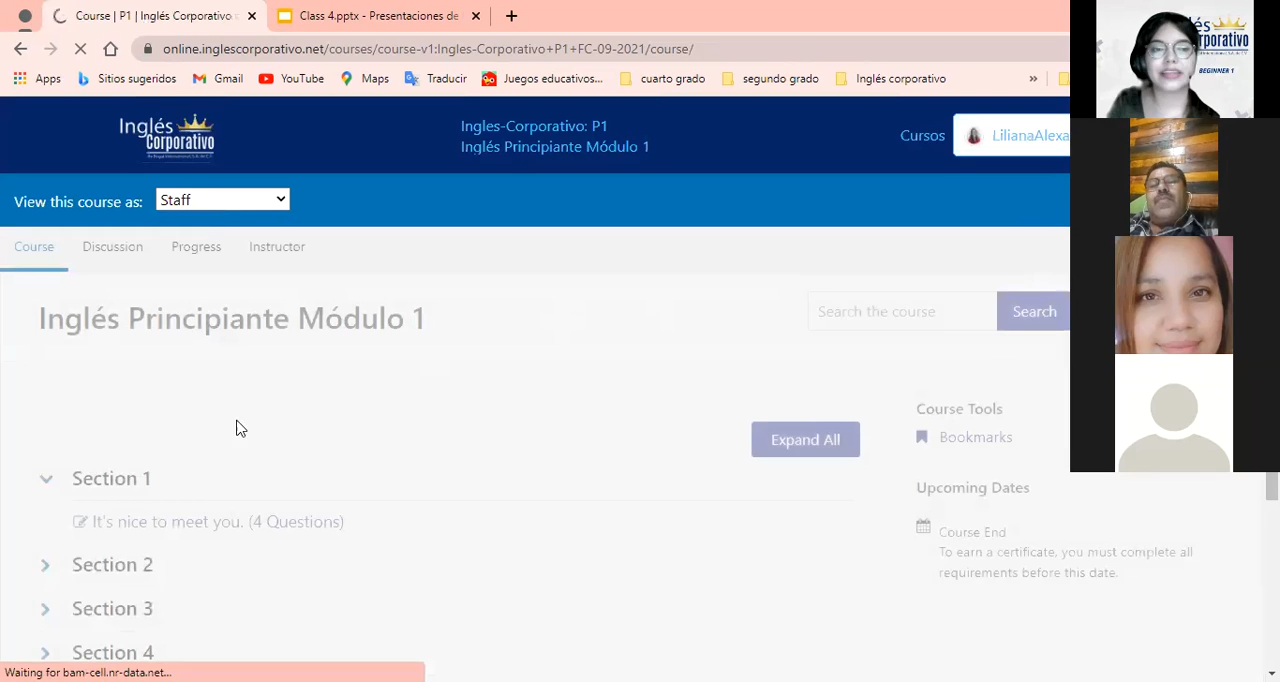 Course | P1 | Inglés Corporativo
Class 4.pptx - Presentaciones de
online.inglescorporativo.net/courses/course-v1:Ingles-Corporativo+P1+FC-09-2021/course/
Apps
Sitios sugeridos
Gmail
YouTube
Maps
Traducir
Juegos educativos...
cuarto grado
segundo grado
Inglés corporativo
»
Inglés
Corporativo
Ingles-Corporativo: P1
Inglés Principiante Módulo 1
Cursos
LilianaAlexa
View this course as:
Staff
Course
Discussion
Progress
Instructor
Inglés Principiante Módulo 1
Search the course
Search
Expand All
Course Tools
Bookmarks
Upcoming Dates
Course End
To earn a certificate, you must complete all
requirements before this date.
Section 1
It's nice to meet you. (4 Questions)
Section 2
Section 3
Section 4
Waiting for bam-cell.nr-data.net...
BEGINNER 1